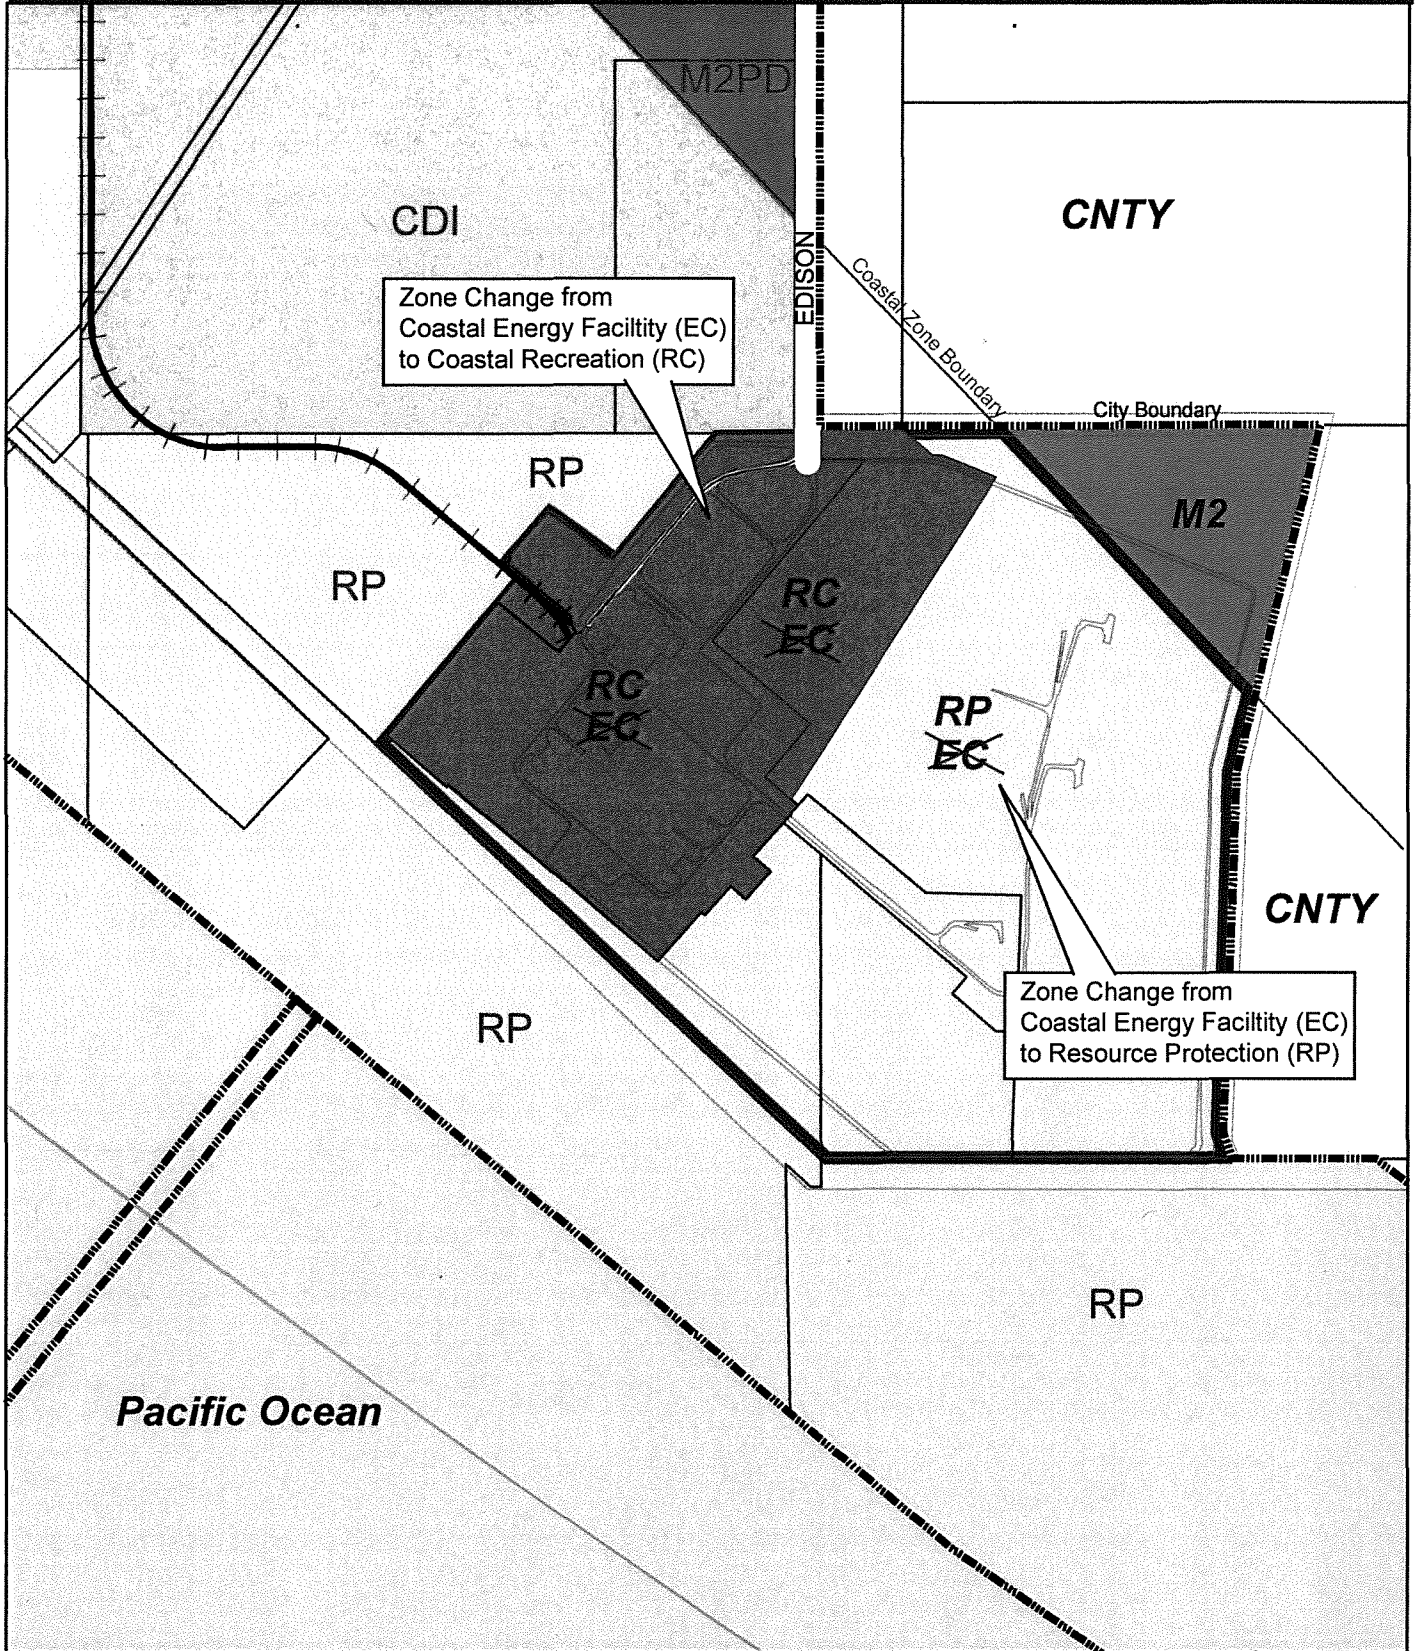 M2PD
CDI
CNTY
EDISON
Coastal Zone Boundary
Zone Change from
Coastal Energy Faciltity (EC)
to Coastal Recreation (RC)
City Boundary
RP
M2
RP
RC
EC
RC
EC
RP
EC
CNTY
Zone Change from
Coastal Energy Faciltity (EC)
to Resource Protection (RP)
RP
RP
Pacific Ocean